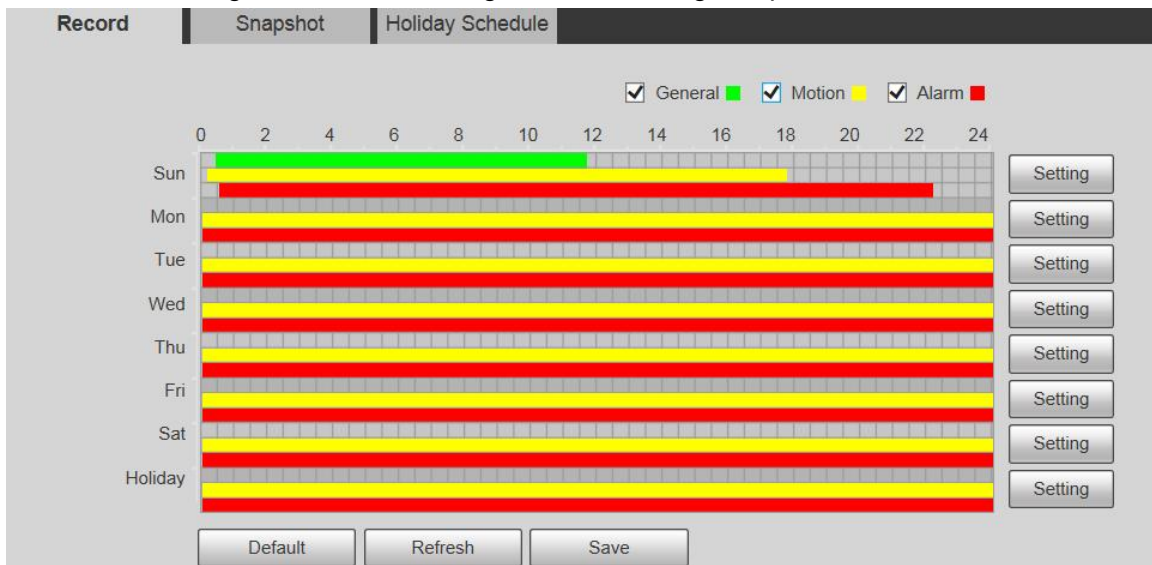 Record Snapshot Holiday Schedule
General Motion Alarm
0 2 4 6 8 10 12 14 16 18 20 22 24
Sun Setting
Mon Setting
Tue Setting
Wed Setting
Thu Setting
Fri Setting
Sat Setting
Holiday Setting
Default Refresh Save